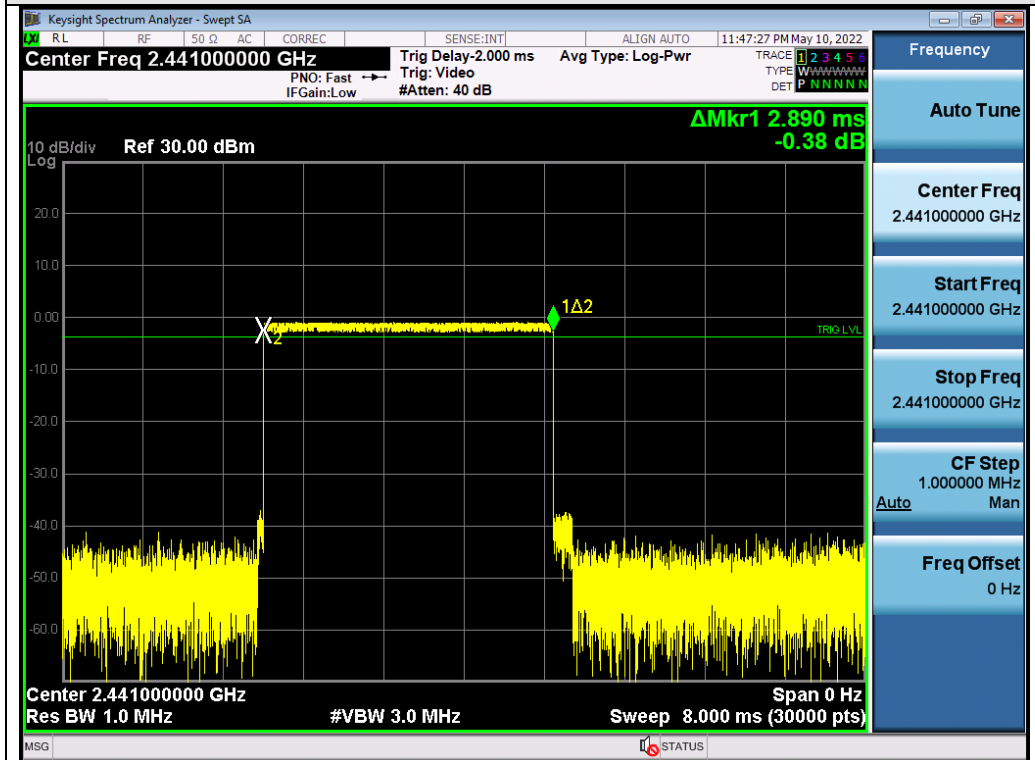 Keysight Spectrum Analyzer - Swept SA
LXI RL RF 50 Ω AC CORREC SENSE:INT ALIGN AUTO 11:47:27 PM May 10, 2022
Center Freq 2.441000000 GHz
PNO: Fast
IFGain:Low
Trig Delay-2.000 ms
Trig: Video
#Atten: 40 dB
Avg Type: Log-Pwr
TRACE 1 2 3 4 5 6
TYPE WWWWWWW
DET P N N N N N
ΔMkr1 2.890 ms
-0.38 dB
10 dB/div Ref 30.00 dBm
Log
20.0
10.0
0.00
-10.0
-20.0
-30.0
-40.0
-50.0
-60.0
1Δ2
X2
TRIG LVL
Center 2.441000000 GHz Span 0 Hz
Res BW 1.0 MHz #VBW 3.0 MHz Sweep 8.000 ms (30000 pts)
MSG STATUS
Frequency
Auto Tune
Center Freq
2.441000000 GHz
Start Freq
2.441000000 GHz
Stop Freq
2.441000000 GHz
CF Step
1.000000 MHz
Auto Man
Freq Offset
0 Hz